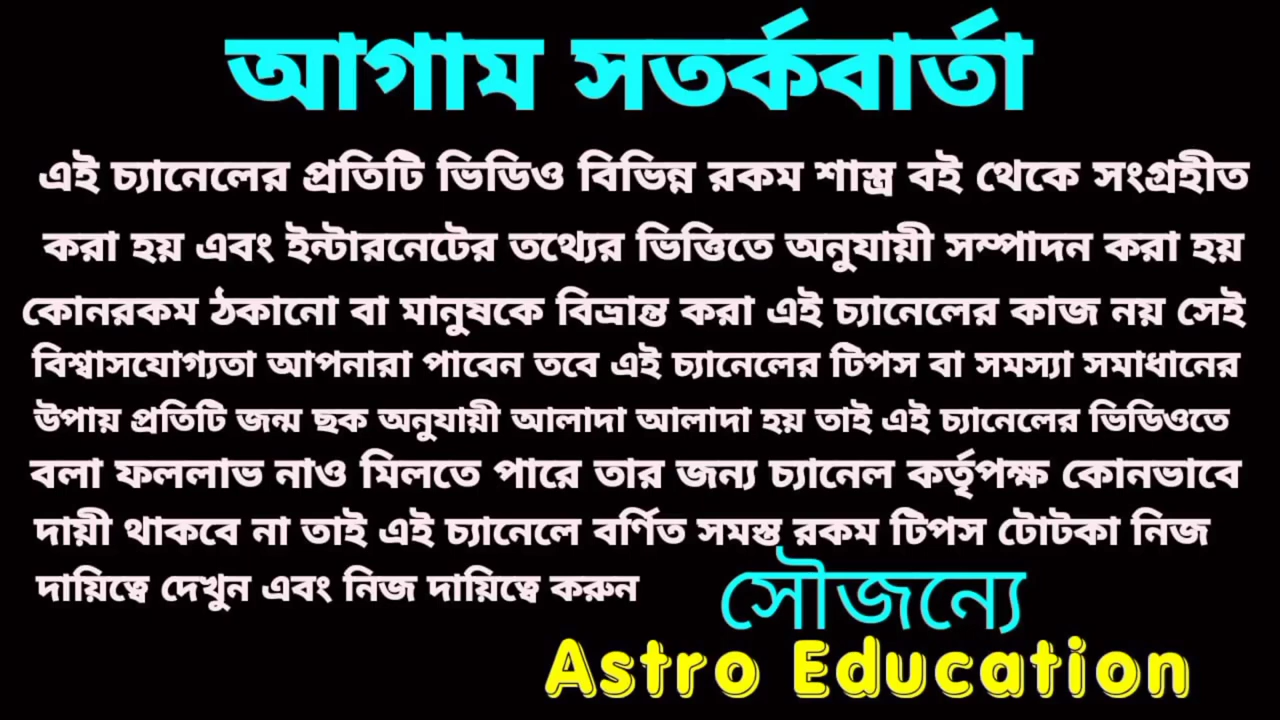 আগাম সতর্কবার্তা
এই চ্যানেলের প্রতিটি ভিডিও বিভিন্ন রকম শাস্ত্র বই থেকে সংগ্রহীত
করা হয় এবং ইন্টারনেটের তথ্যের ভিত্তিতে অনুযায়ী সম্পাদন করা হয়
কোনরকম ঠকানো বা মানুষকে বিভ্রান্ত করা এই চ্যানেলের কাজ নয় সেই
বিশ্বাসযোগ্যতা আপনারা পাবেন তবে এই চ্যানেলের টিপস বা সমস্যা সমাধানের
উপায় প্রতিটি জন্ম ছক অনুযায়ী আলাদা আলাদা হয় তাই এই চ্যানেলের ভিডিওতে
বলা ফললাভ নাও মিলতে পারে তার জন্য চ্যানেল কর্তৃপক্ষ কোনভাবে
দায়ী থাকবে না তাই এই চ্যানেলে বর্ণিত সমস্ত রকম টিপস টোটকা নিজ
দায়িত্বে দেখুন এবং নিজ দায়িত্বে করুন
সৌজন্যে
Astro Education